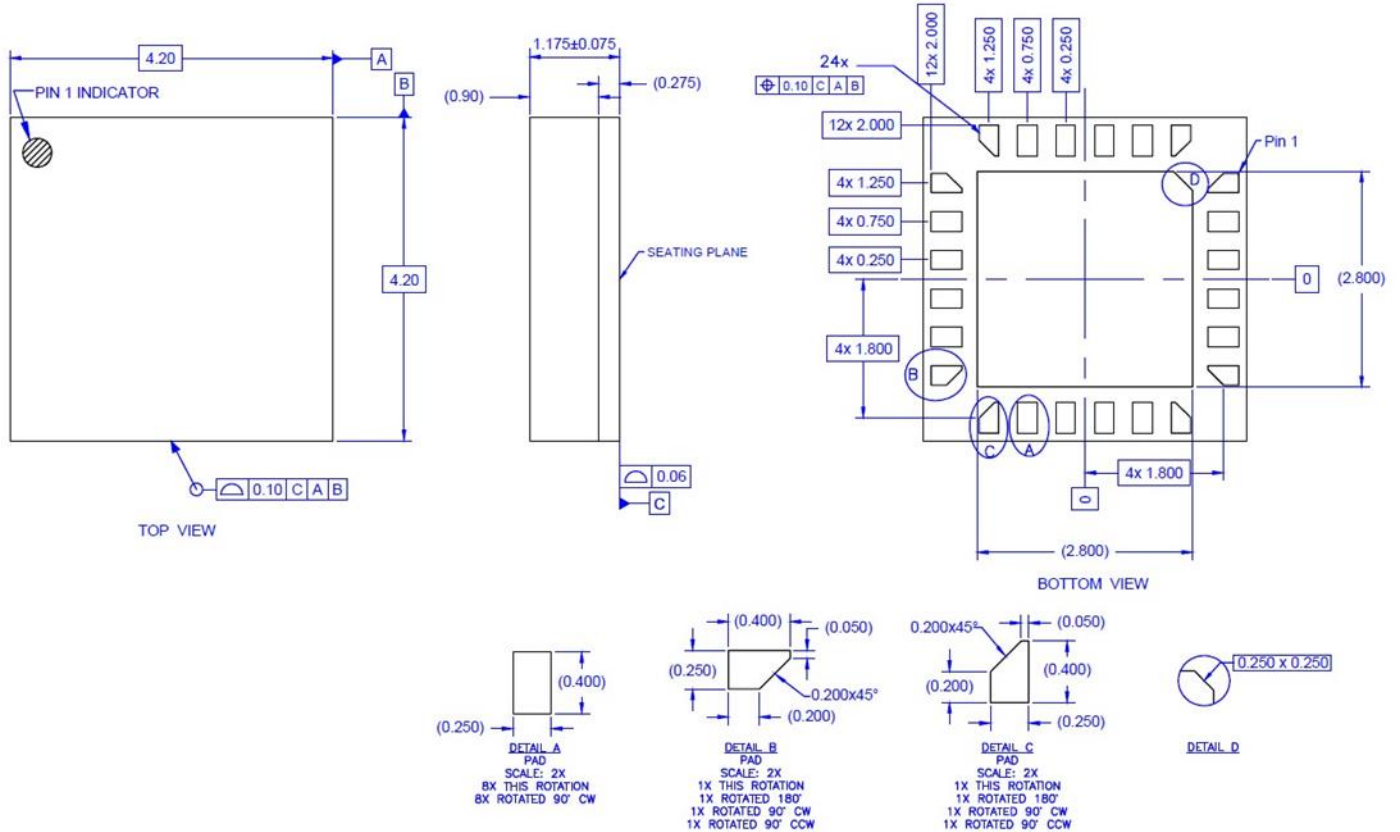 4.20
A
B
PIN 1 INDICATOR
4.20
0.10 C A B
TOP VIEW
1.175±0.075
(0.90)
(0.275)
SEATING PLANE
0.06
C
24x
0.10 C A B
12x 2.000
4x 1.250
4x 0.750
4x 0.250
12x 2.000
4x 1.250
4x 0.750
4x 0.250
4x 1.800
Pin 1
D
B
C
A
0
(2.800)
4x 1.800
0
(2.800)
BOTTOM VIEW
(0.400)
(0.250)
DETAIL A
PAD
SCALE: 2X
8X THIS ROTATION
8X ROTATED 90° CW
(0.400)
(0.050)
(0.250)
0.200x45°
(0.200)
DETAIL B
PAD
SCALE: 2X
1X THIS ROTATION
1X ROTATED 180°
1X ROTATED 90° CW
1X ROTATED 90° CCW
0.200x45°
(0.050)
(0.400)
(0.200)
(0.250)
DETAIL C
PAD
SCALE: 2X
1X THIS ROTATION
1X ROTATED 180°
1X ROTATED 90° CW
1X ROTATED 90° CCW
0.250 x 0.250
DETAIL D